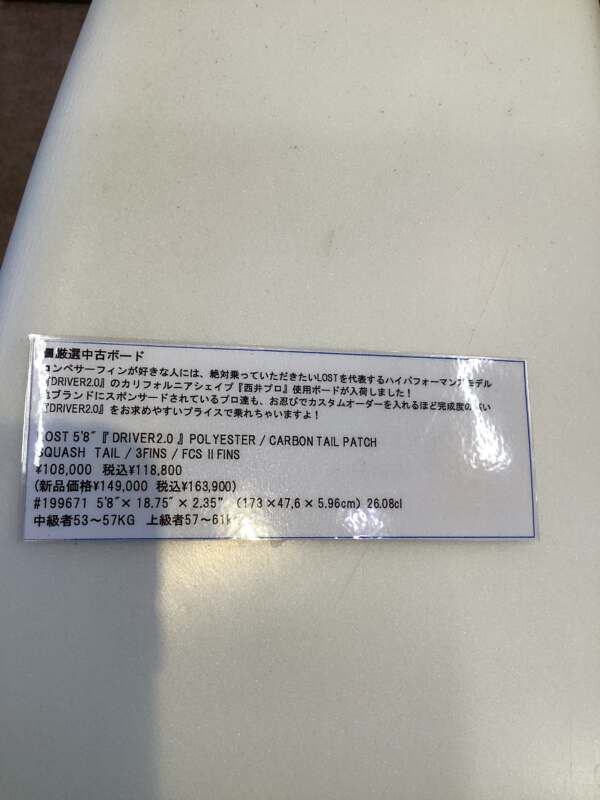 ■厳選中古ボード
コンペサーフィンが好きな人には、絶対乗っていただきたいLOSTを代表するハイパフォーマンスモデル
『DRIVER2.0』のカリフォルニアシェイプ『西井プロ』使用ボードが入荷しました！
他ブランドにスポンサードされているプロ達も、お忍びでカスタムオーダーを入れるほど完成度の高い
『DRIVER2.0』をお求めやすいプライスで乗れちゃいますよ！
LOST 5'8"『DRIVER2.0』POLYESTER / CARBON TAIL PATCH
SQUASH TAIL / 3FINS / FCS II FINS
¥108,000 税込¥118,800
(新品価格¥149,000 税込¥163,900)
#199671 5'8"× 18.75"× 2.35" (173×47,6×5.96cm) 26.08cl
中級者53～57KG 上級者57～61k